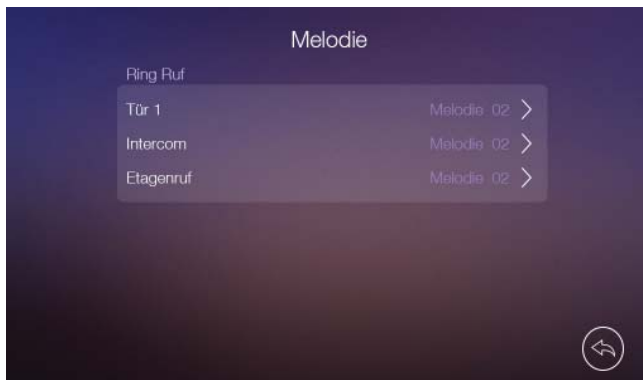 Melodie
Ring Ruf
Tür 1 Melodie 02
Intercom Melodie 02
Etagenruf Melodie 02